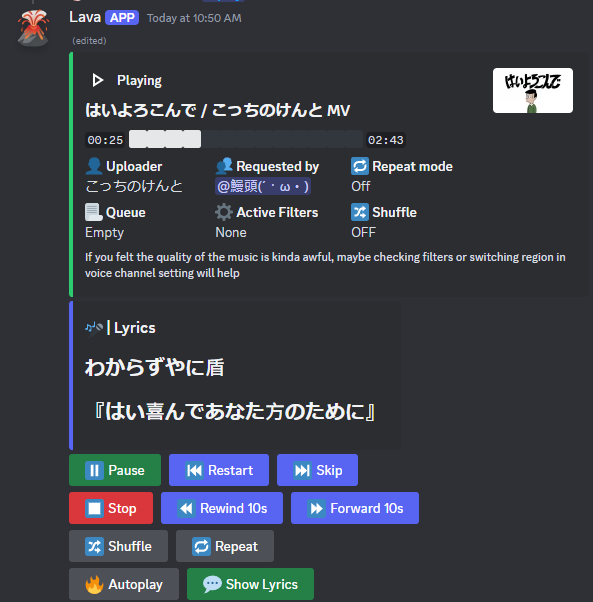 Lava APP Today at 10:50 AM
(edited)
Playing
はいよろこんで / こっちのけんと MV
はいよろこんで
00:25 02:43
Uploader Requested by Repeat mode
こっちのけんと @饅頭(´・ω・) Off
Queue Active Filters Shuffle
Empty None OFF
If you felt the quality of the music is kinda awful, maybe checking filters or switching region in
voice channel setting will help
| Lyrics
わからずやに盾
『はい喜んであなた方のために』
Pause Restart Skip
Stop Rewind 10s Forward 10s
Shuffle Repeat
Autoplay Show Lyrics